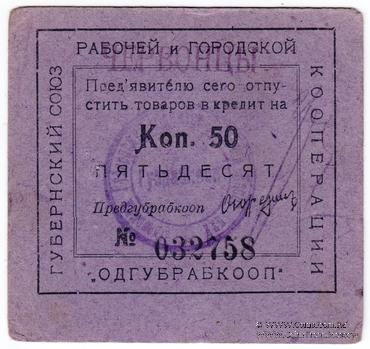 ГУБЕРНСКИЙ СОЮЗ
РАБОЧЕЙ и ГОРОДСКОЙ
КООПЕРАЦИИ
ЧЕРВОНЦЫ
Пред'явителю сего отпу-
стить товаров в кредит на
Коп. 50
ПЯТЬДЕСЯТ
Предгубрабкооп
№ 032758
„ОДГУБРАБКООП"